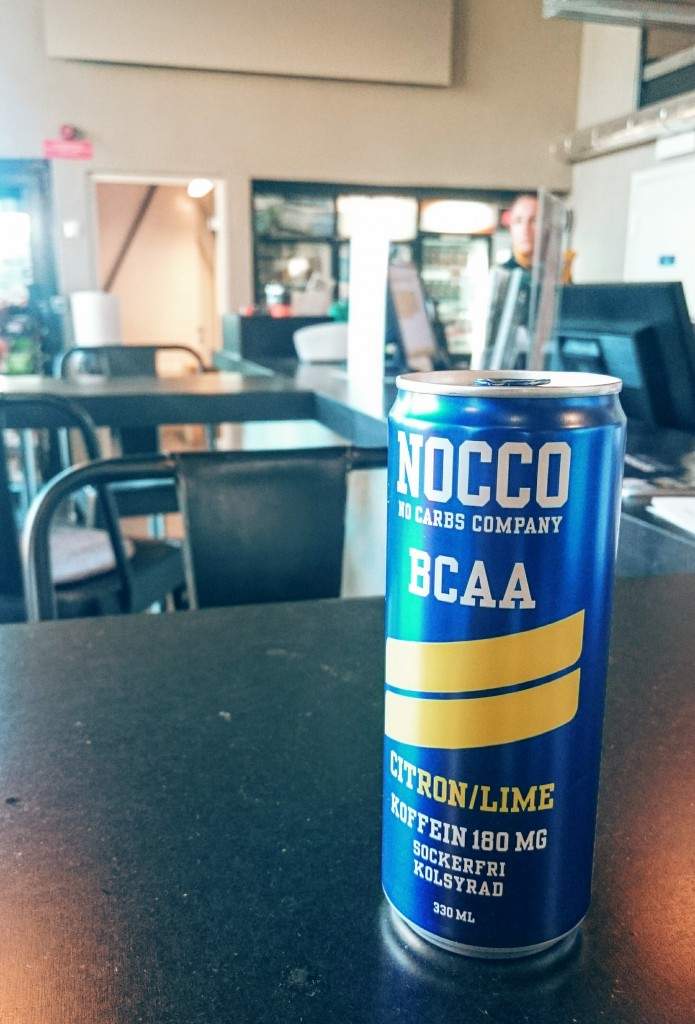 NOCCO
NO CARBS COMPANY
BCAA
CITRON/LIME
KOFFEIN 180 MG
SOCKERFRI
KOLSYRAD
330 ML